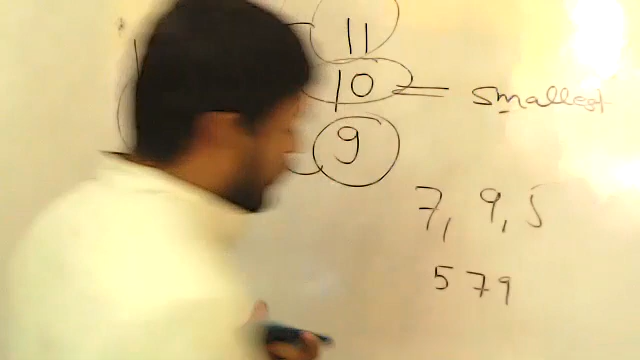 11
10 = smallest
9
7, 9, 5
5 7 9